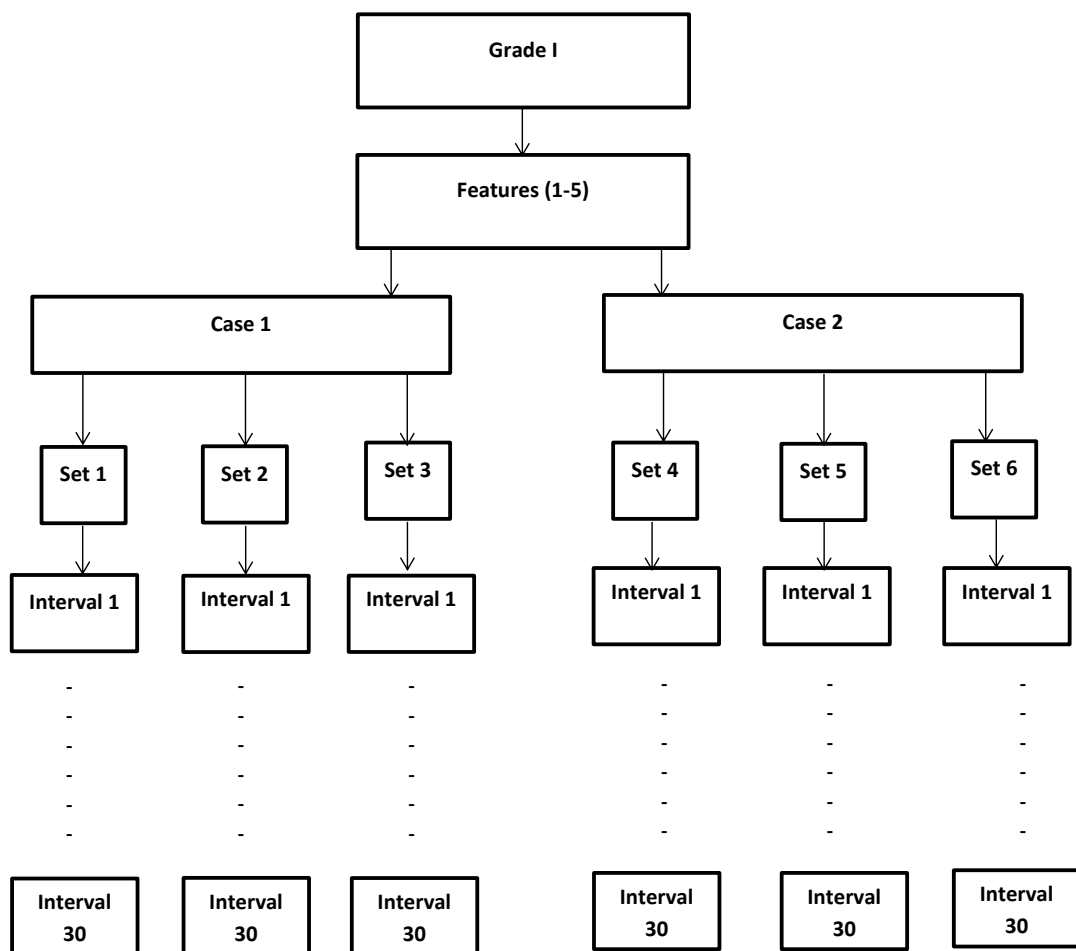 Grade I
Features (1-5)
Case 1
Case 2
Set 1
Set 2
Set 3
Set 4
Set 5
Set 6
Interval 1
Interval 1
Interval 1
Interval 1
Interval 1
Interval 1
- - - - - -
- - - - - -
- - - - - -
- - - - - -
- - - - - -
- - - - - -
Interval
30
Interval
30
Interval
30
Interval
30
Interval
30
Interval
30